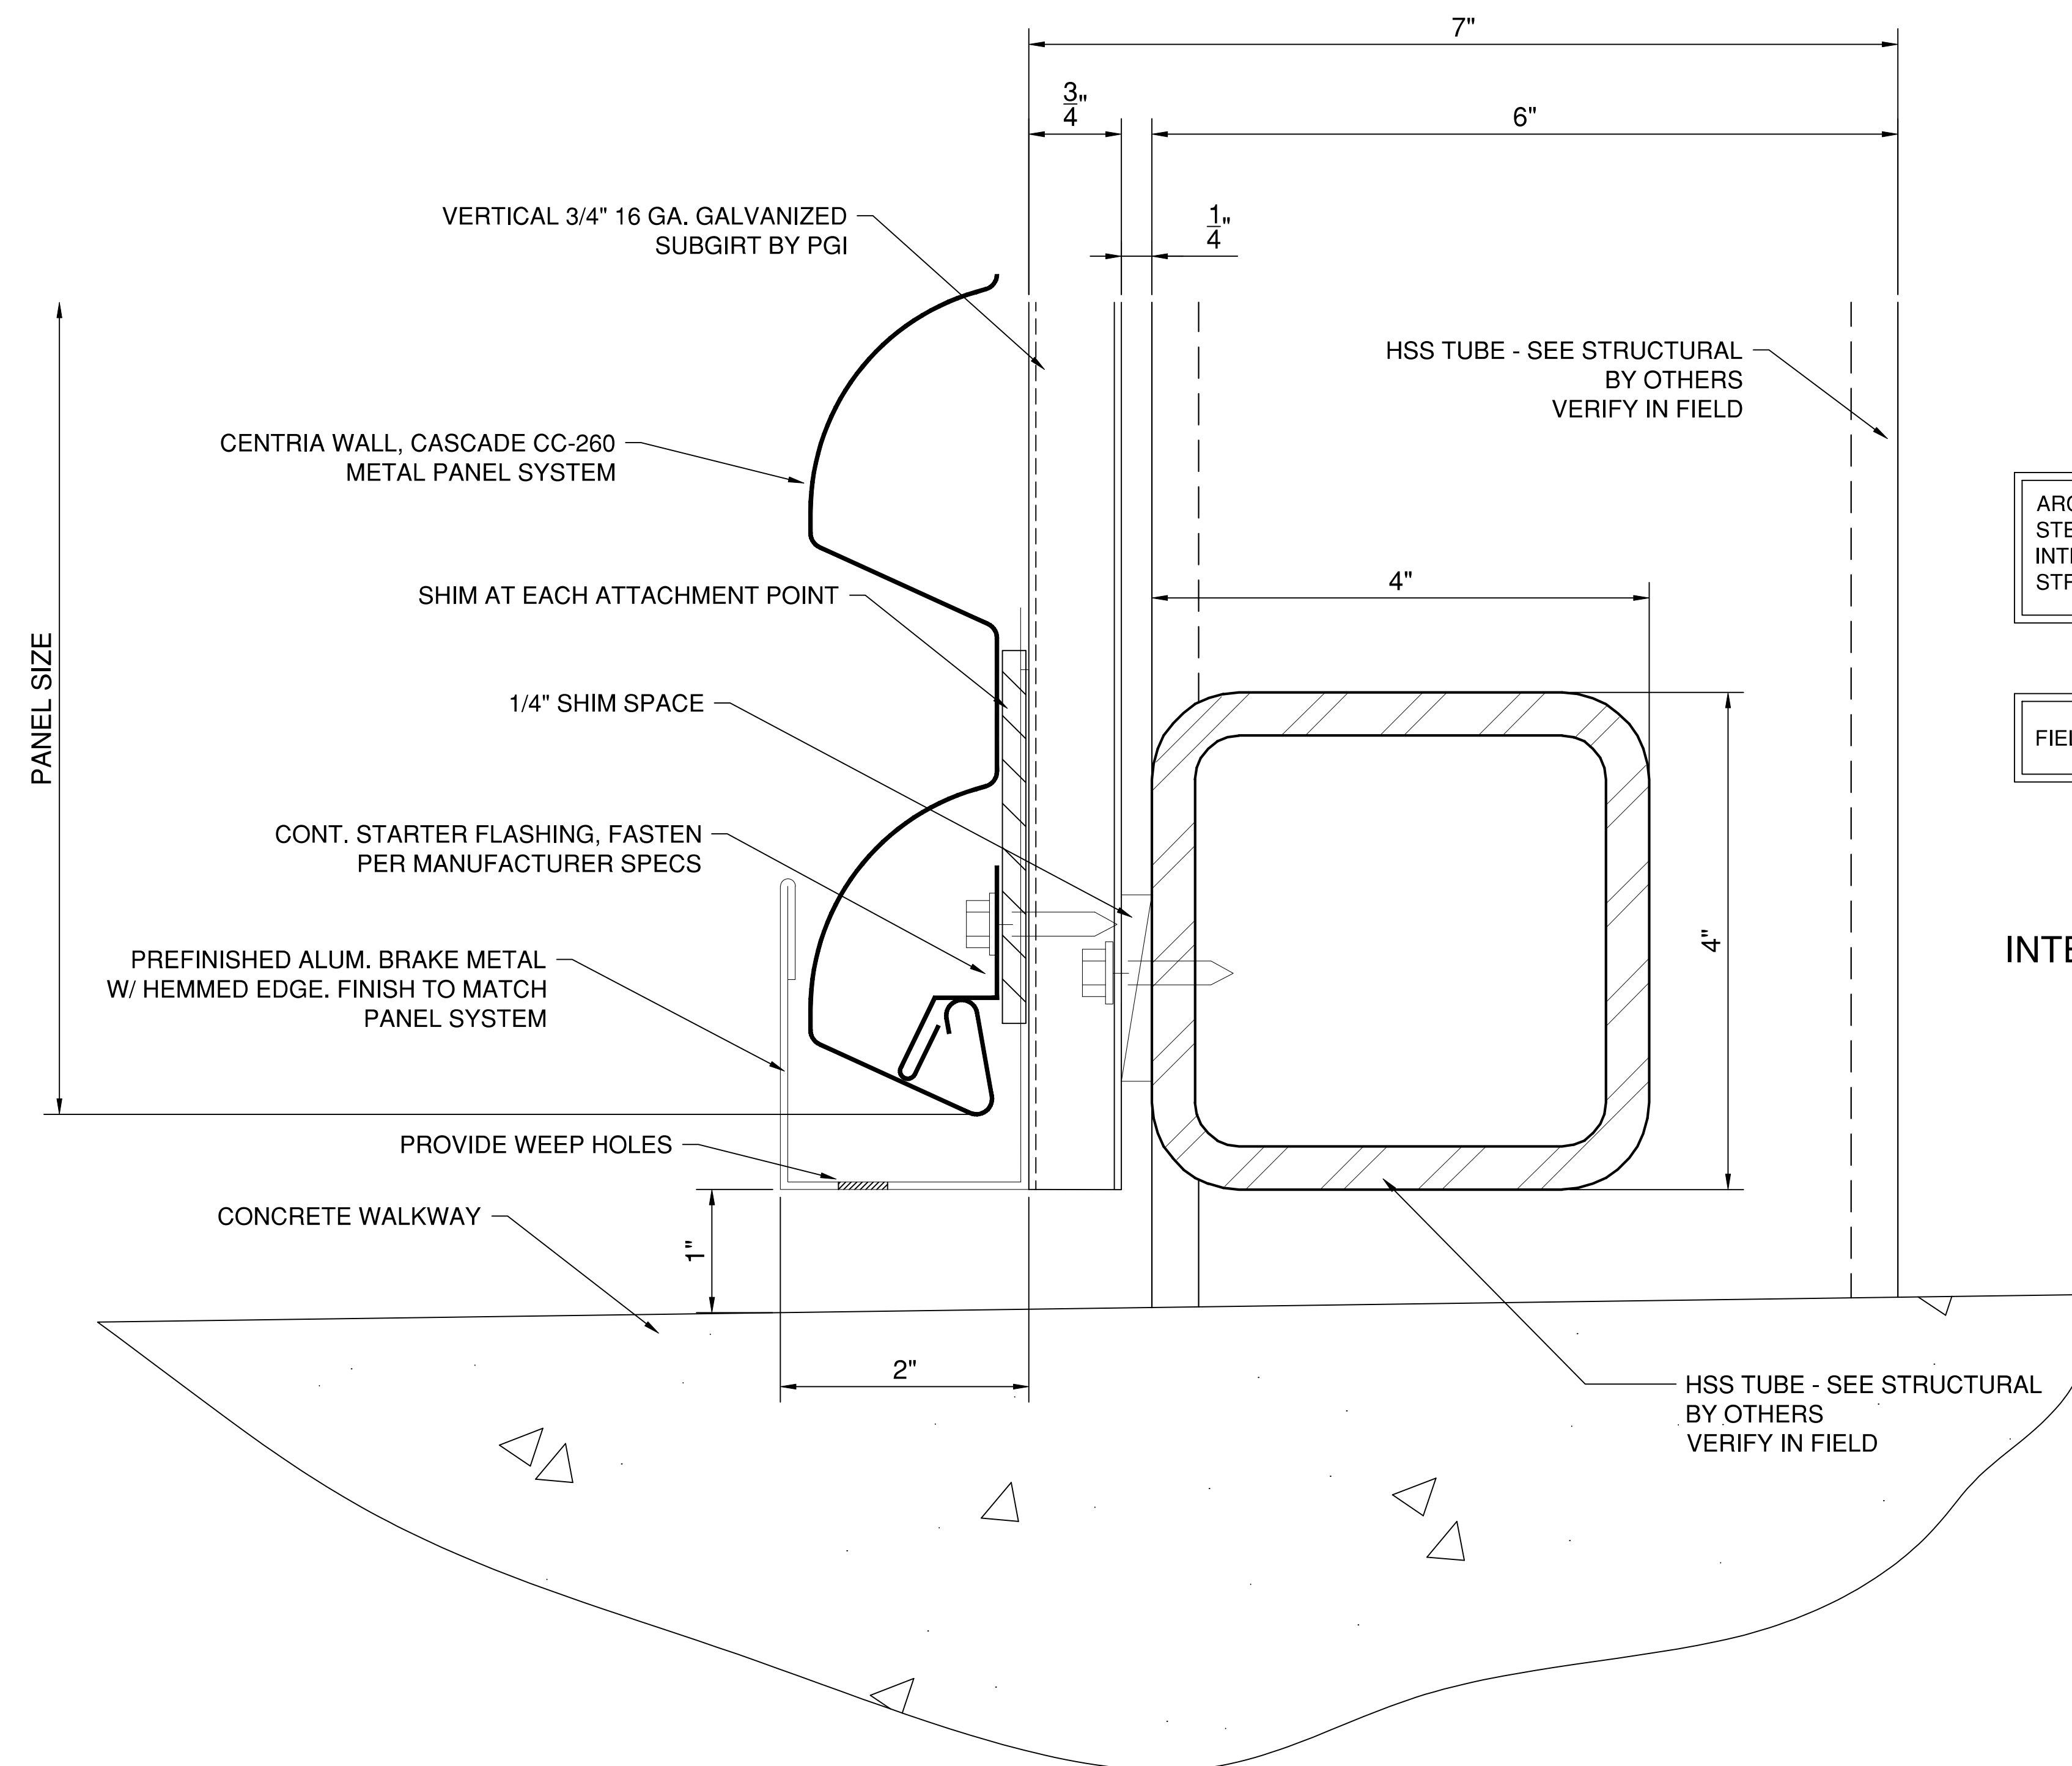 7"
3/4"
6"
VERTICAL 3/4" 16 GA. GALVANIZED
SUBGIRT BY PGI
1/4"
HSS TUBE - SEE STRUCTURAL
BY OTHERS
VERIFY IN FIELD
CENTRIA WALL, CASCADE CC-260
METAL PANEL SYSTEM
SHIM AT EACH ATTACHMENT POINT
4"
PANEL SIZE
1/4" SHIM SPACE
CONT. STARTER FLASHING, FASTEN
PER MANUFACTURER SPECS
4"
PREFINISHED ALUM. BRAKE METAL
W/ HEMMED EDGE. FINISH TO MATCH
PANEL SYSTEM
PROVIDE WEEP HOLES
CONCRETE WALKWAY
1"
2"
HSS TUBE - SEE STRUCTURAL
BY OTHERS
VERIFY IN FIELD